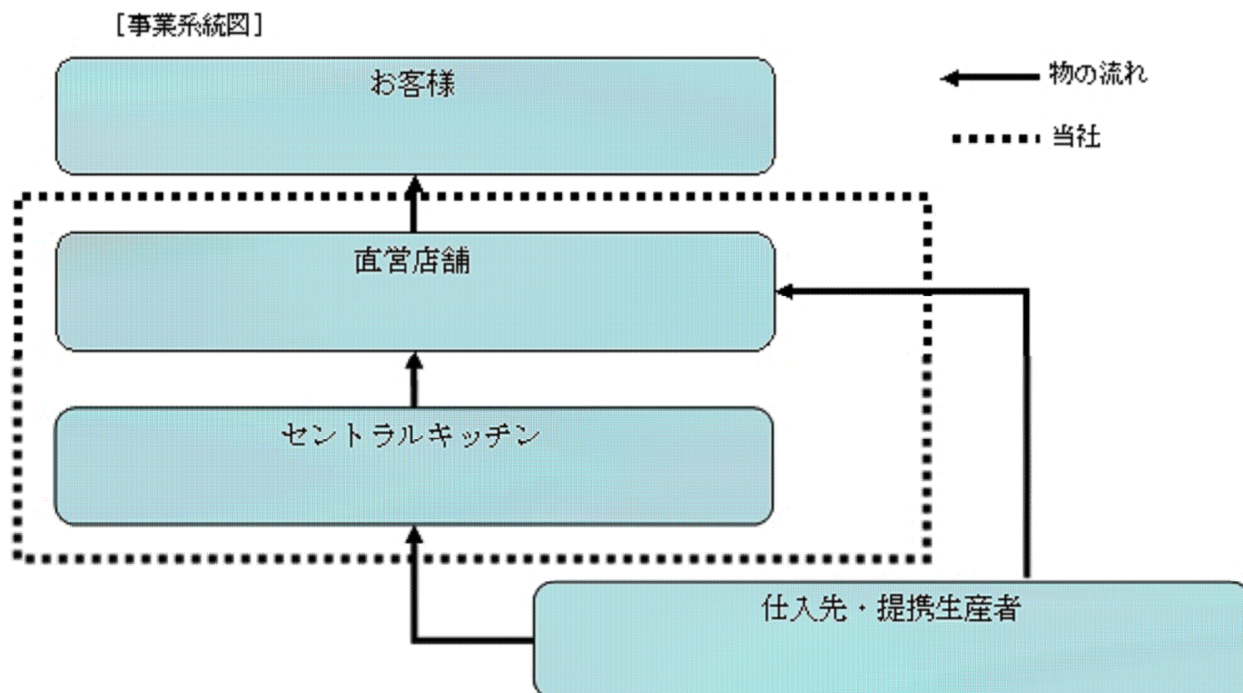 [事業系統図]
お客様
物の流れ
当社
直営店舗
セントラルキッチン
仕入先・提携生産者